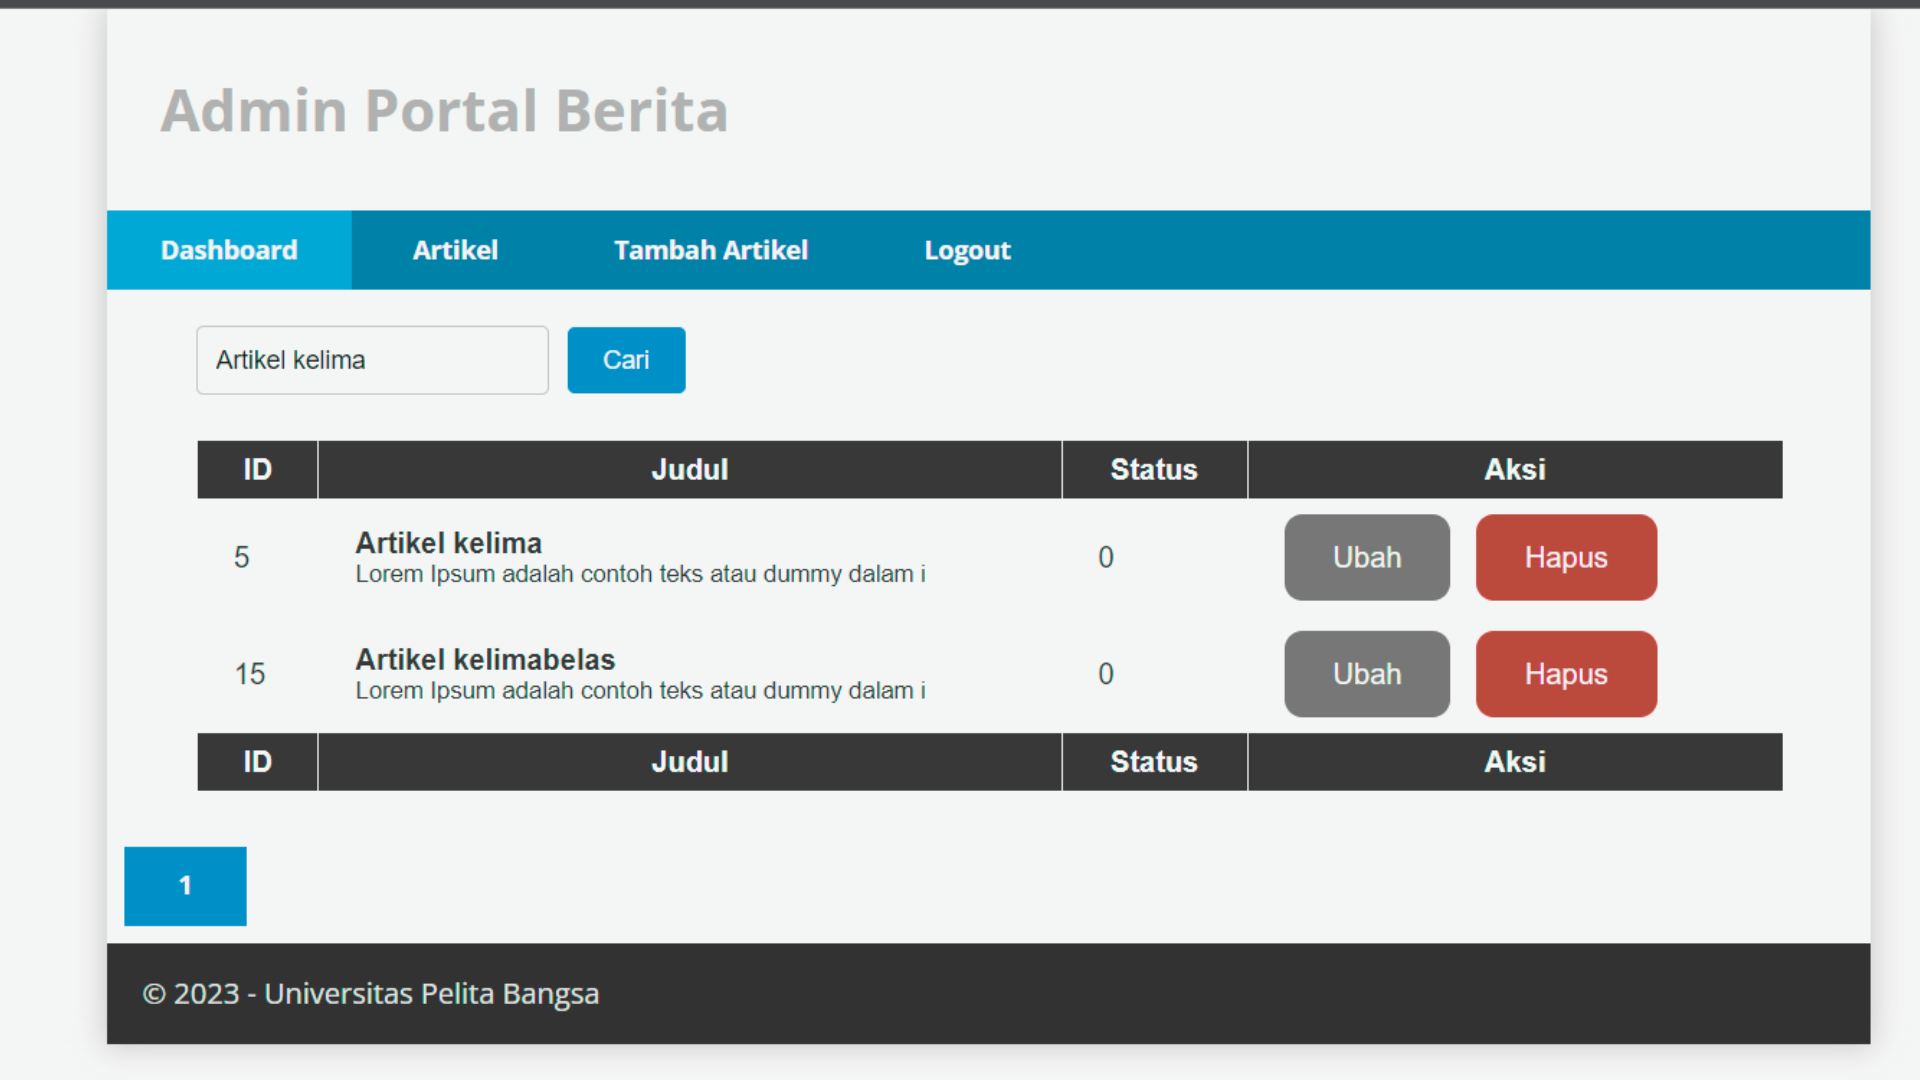 Admin Portal Berita
Dashboard Artikel Tambah Artikel Logout
Artikel kelima Cari
ID Judul Status Aksi
5 Artikel kelima 0 Ubah Hapus
Lorem Ipsum adalah contoh teks atau dummy dalam i
15 Artikel kelimabelas 0 Ubah Hapus
Lorem Ipsum adalah contoh teks atau dummy dalam i
ID Judul Status Aksi
1
© 2023 - Universitas Pelita Bangsa